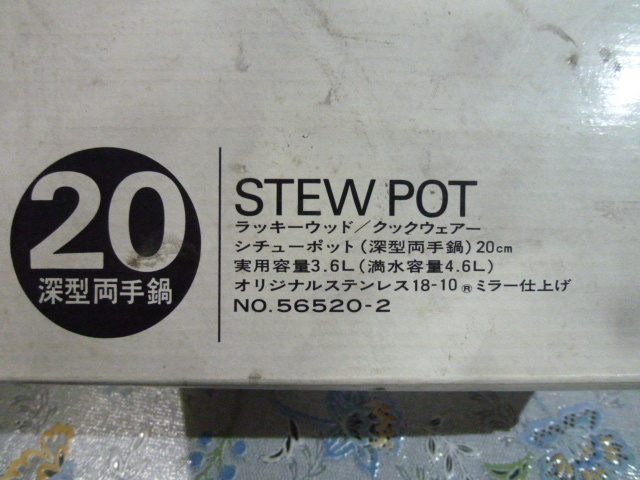 20
深型両手鍋
STEW POT
ラッキーウッド/クックウェアー
シチューポット(深型両手鍋)20cm
実用容量3.6L(満水容量4.6L)
オリジナルステンレス18-10®ミラー仕上げ
NO.56520-2